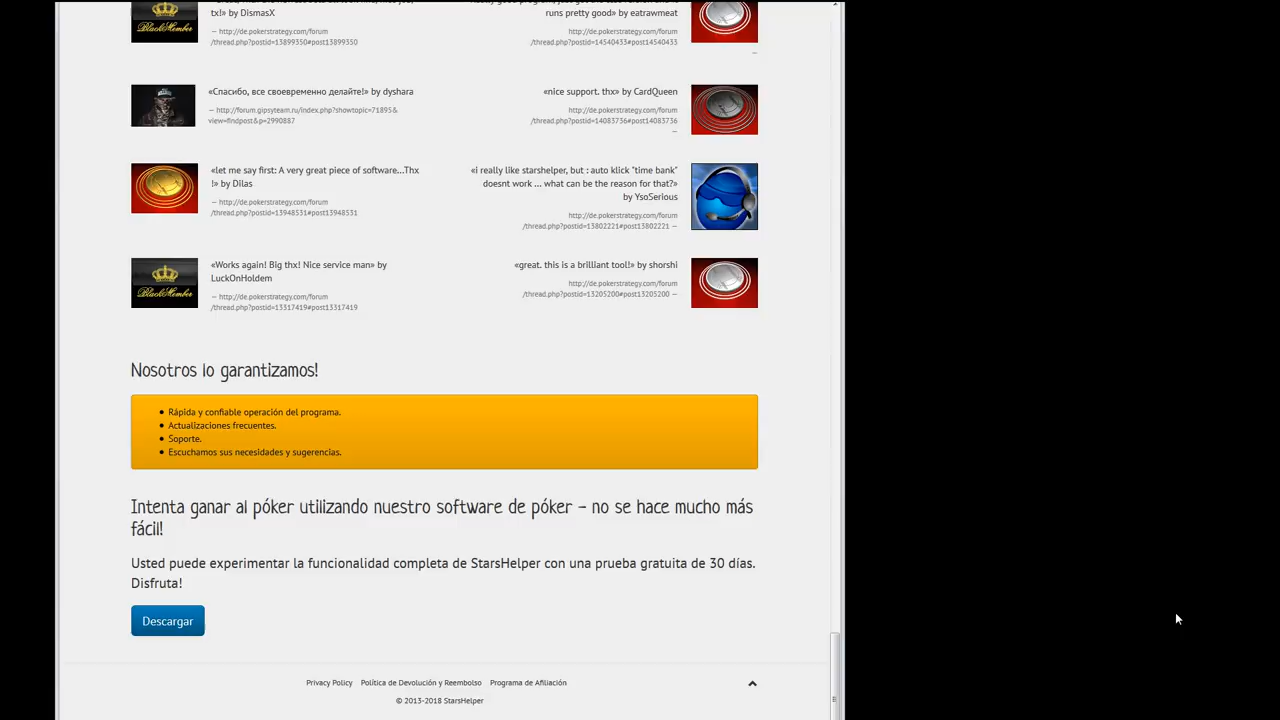 tx!» by DismasX
— http://de.pokerstrategy.com/forum
/thread.php?postid=13899350#post13899350
runs pretty good» by eatrawmeat
http://de.pokerstrategy.com/forum
/thread.php?postid=14540433#post14540433
—
BlackMember
«Спасибо, все своевременно делайте!» by dyshara
— http://forum.gipsyteam.ru/index.php?showtopic=71895&
view=findpost&p=2990887
«nice support. thx» by CardQueen
http://de.pokerstrategy.com/forum
/thread.php?postid=14083736#post14083736
—
«let me say first: A very great piece of software...Thx
!» by Dilas
— http://de.pokerstrategy.com/forum
/thread.php?postid=13948531#post13948531
«i really like starshelper, but : auto klick "time bank"
doesnt work ... what can be the reason for that?»
by YsoSerious
http://de.pokerstrategy.com/forum
/thread.php?postid=13802221#post13802221 —
BlackMember
«Works again! Big thx! Nice service man» by
LuckOnHoldem
— http://de.pokerstrategy.com/forum
/thread.php?postid=13317419#post13317419
«great. this is a brilliant tool!» by shorshi
http://de.pokerstrategy.com/forum
/thread.php?postid=13205200#post13205200 —
Nosotros lo garantizamos!
• Rápida y confiable operación del programa.
• Actualizaciones frecuentes.
• Soporte.
• Escuchamos sus necesidades y sugerencias.
Intenta ganar al póker utilizando nuestro software de póker – no se hace mucho más
fácil!
Usted puede experimentar la funcionalidad completa de StarsHelper con una prueba gratuita de 30 días.
Disfruta!
Descargar
Privacy Policy Política de Devolución y Reembolso Programa de Afiliación
© 2013-2018 StarsHelper